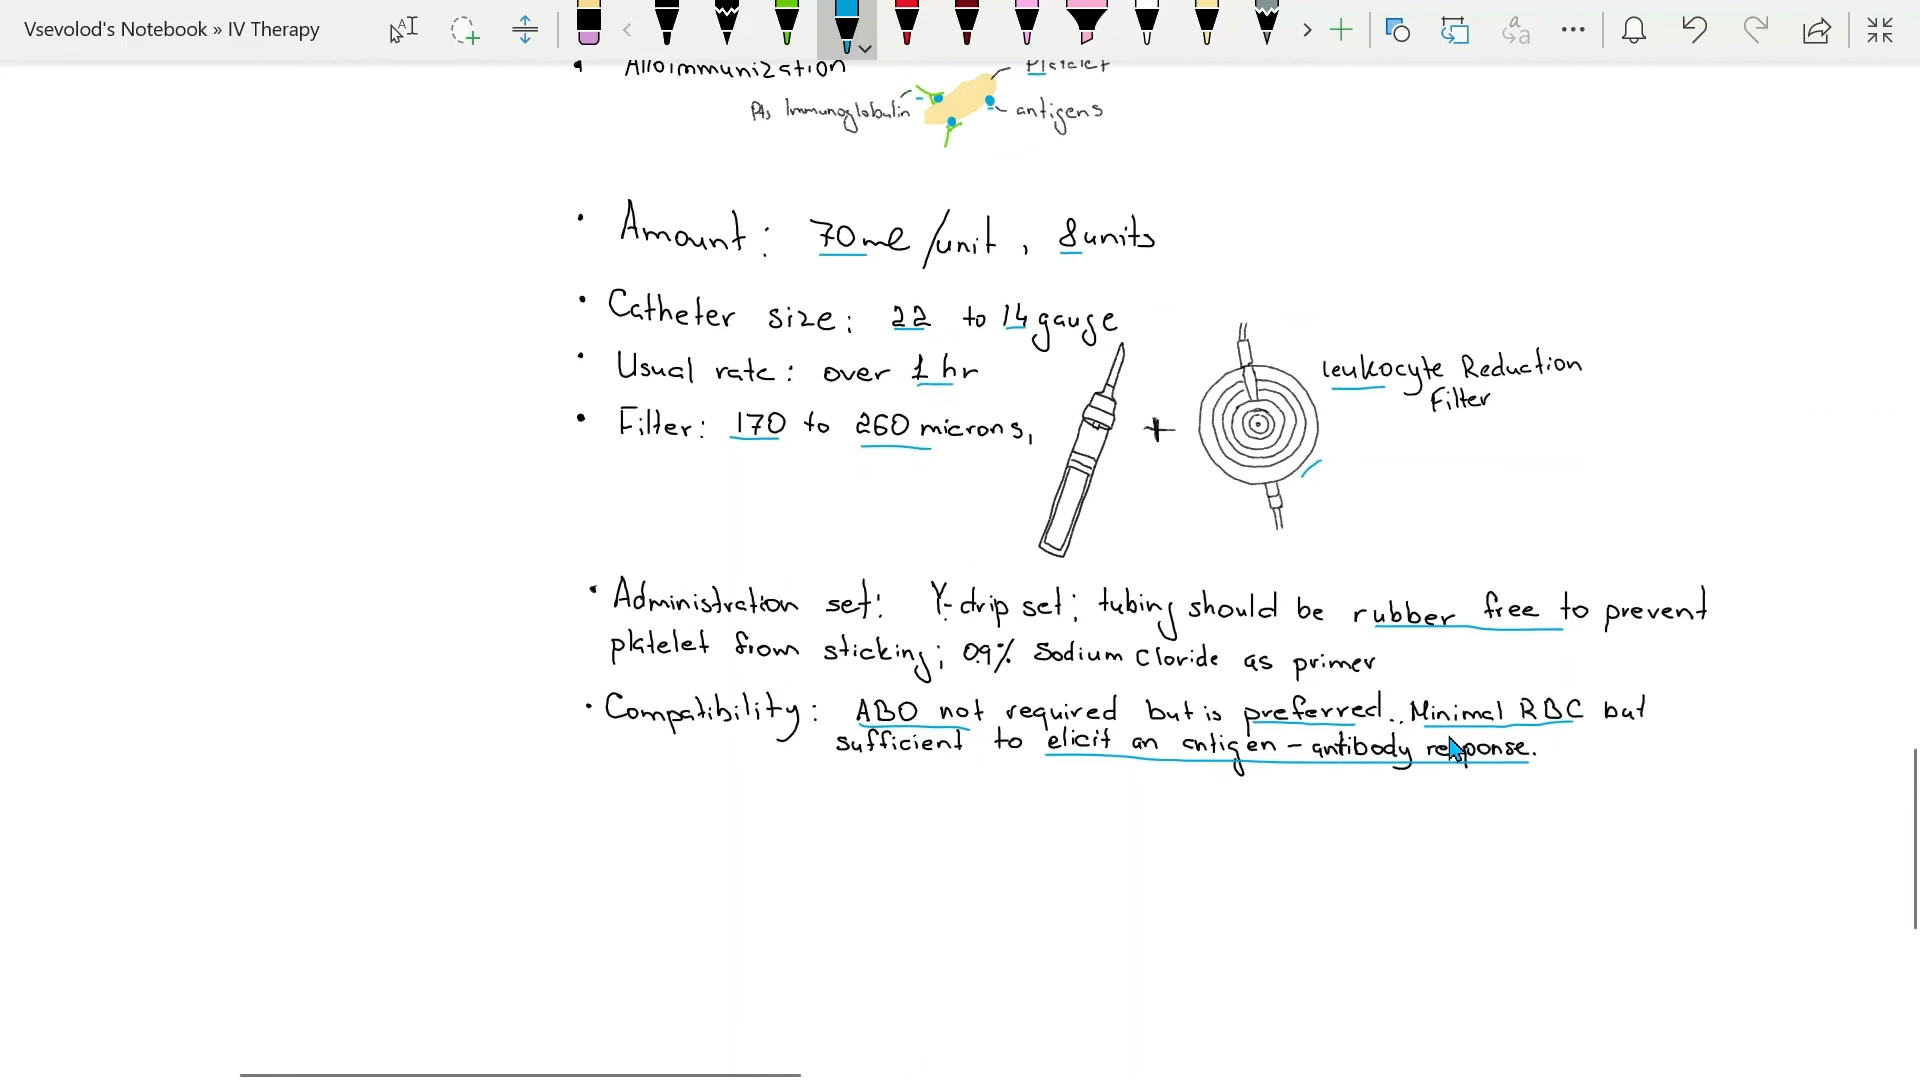 Vsevolod's Notebook » IV Therapy
• Alloimmunization
Platelet
Immunoglobulin
antigens
• Amount: 70ml/unit, 8units
• Catheter size: 22 to 14 gauge
• Usual rate: over 1 hr
• Filter: 170 to 260 microns,
+
Leukocyte Reduction
Filter
• Administration set: Y-drip set; tubing should be rubber free to prevent
platelet from sticking; 0.9% Sodium Cloride as primer
• Compatibility: ABO not required but is preferred.. Minimal RBC but
sufficient to elicit an antigen - antibody response.